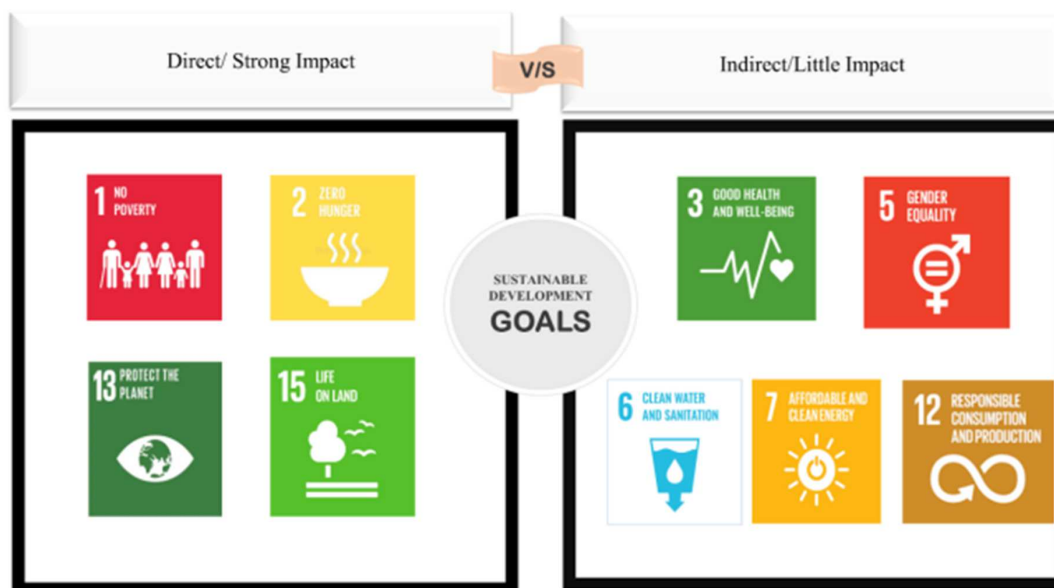 Direct/ Strong Impact
V/S
Indirect/Little Impact
1 NO
POVERTY
2 ZERO
HUNGER
13 PROTECT THE
PLANET
15 LIFE
ON LAND
SUSTAINABLE
DEVELOPMENT
GOALS
3 GOOD HEALTH
AND WELL-BEING
5 GENDER
EQUALITY
6 CLEAN WATER
AND SANITATION
7 AFFORDABLE AND
CLEAN ENERGY
12 RESPONSIBLE
CONSUMPTION
AND PRODUCTION